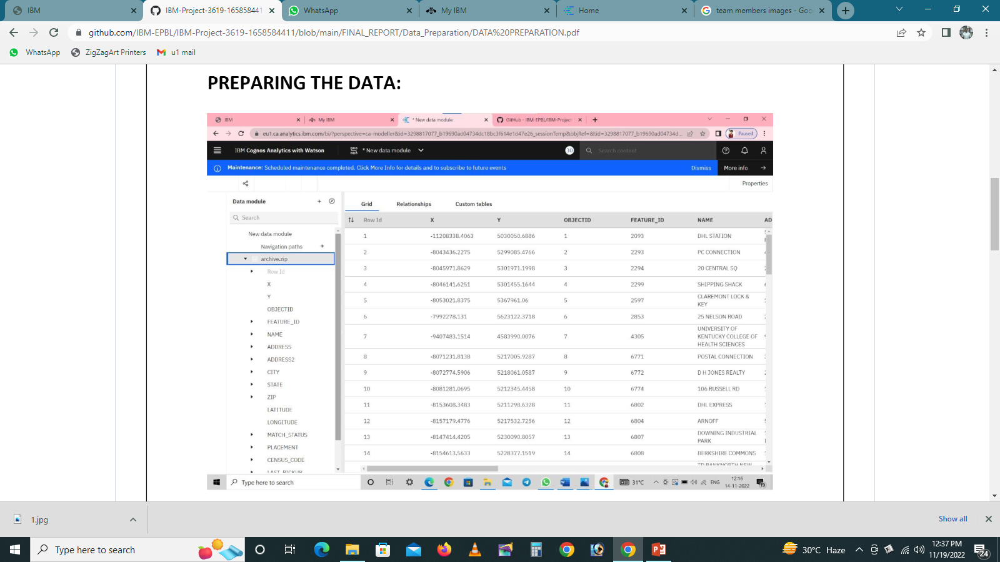 IBM
IBM-Project-3619-16585844
WhatsApp
My IBM
Home
team members images - Goo
github.com/IBM-EPBL/IBM-Project-3619-1658584411/blob/main/FINAL_REPORT/Data_Preparation/DATA%20PREPARATION.pdf
WhatsApp
ZigZagArt Printers
u1 mail
PREPARING THE DATA:
IBM
My IBM
* New data module
GitHub - IBM-EPBL/IBM-Project
eu1.ca.analytics.ibm.com/bi/?perspective=ca-modeller&id=3298817077_b19690ad04734dc18bc3f614e1d47e26_sessionTemp&objRef=&tid=3298817077_b19690ad04734d...
Paused
IBM Cognos Analytics with Watson
* New data module
30
Search content
Maintenance: Scheduled maintenance completed. Click More Info for details and to subscribe to future events
Dismiss
More info
Properties
Data module
Search
New data module
Navigation paths
archive.zip
Row Id
X
Y
OBJECTID
FEATURE_ID
NAME
ADDRESS
ADDRESS2
CITY
STATE
ZIP
LATITUDE
LONGITUDE
MATCH_STATUS
PLACEMENT
CENSUS_CODE
LAST_PICKUP
Grid Relationships Custom tables
Row Id X Y OBJECTID FEATURE_ID NAME AD
1 -11208338.4063 5030050.6886 1 2093 DHL STATION
2 -8043436.2275 5299085.4766 2 2293 PC CONNECTION
3 -8045971.8629 5301971.1998 3 2294 20 CENTRAL SQ
4 -8046141.6251 5301455.1644 4 2299 SHIPPING SHACK
5 -8053021.8375 5367961.06 5 2597 CLAREMONT LOCK &
KEY
6 -7992278.131 5623122.3718 6 2853 25 NELSON ROAD
7 -9407483.1514 4583990.0076 7 4305 UNIVERSITY OF
KENTUCKY COLLEGE OF
HEALTH SCIENCES
8 -8071231.8138 5217005.9287 8 6771 POSTAL CONNECTION
9 -8072774.5906 5218061.0587 9 6772 D H JONES REALTY
10 -8081281.0695 5212345.4458 10 6774 106 RUSSELL RD
11 -8153608.3483 5211298.6328 11 6802 DHL EXPRESS
12 -8157179.4776 5217532.7256 12 6804 ARNOFF
13 -8147414.4205 5230090.8057 13 6807 DOWNING INDUSTRIAL
PARK
14 -8154613.5633 5228377.1519 14 6808 BERKSHIRE COMMONS
TD BANKNORTH NEW
Type here to search
31°C
ENG
12:16
14-11-2022
19
1.jpg
Show all
Type here to search
30°C Haze
12:37 PM
11/19/2022
24